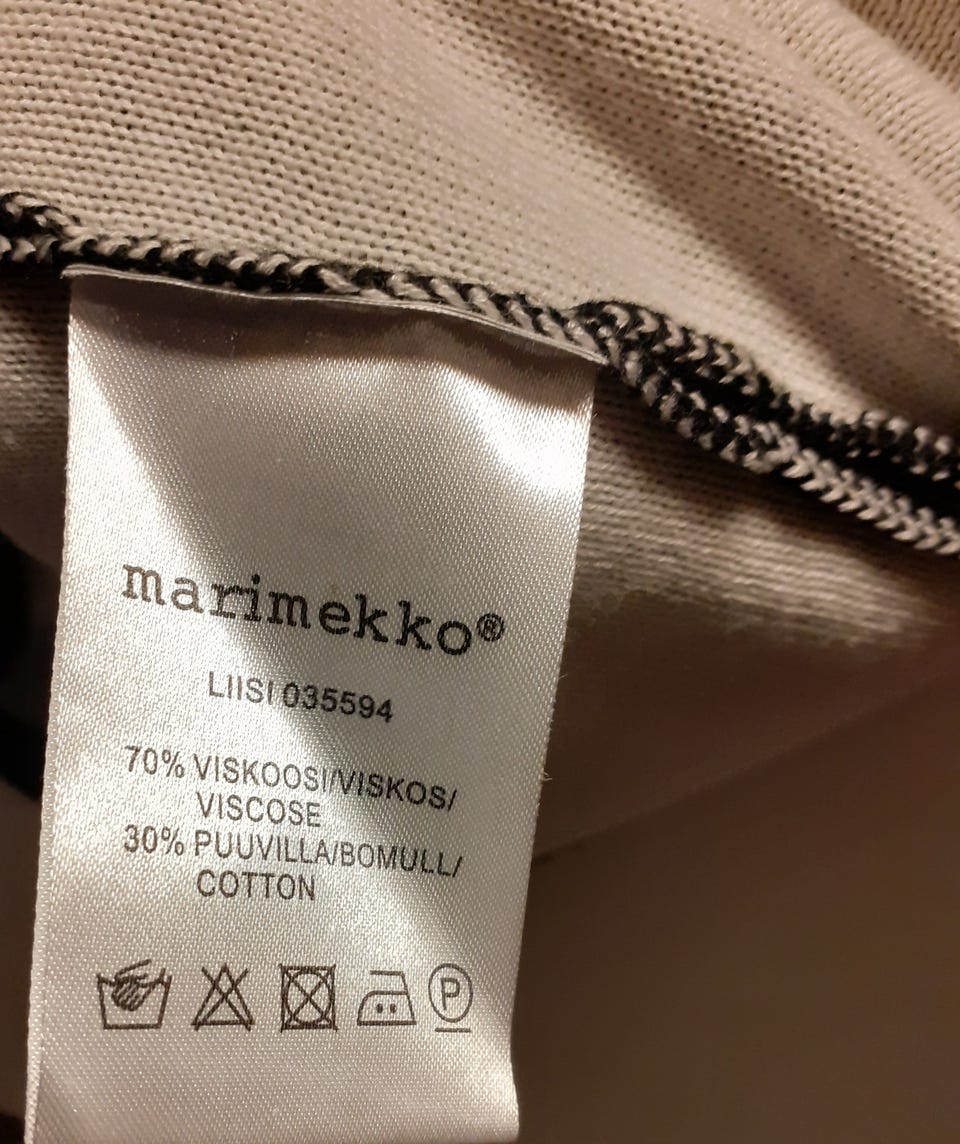 marimekko®
LIISI 035594
70% VISKOOSI/VISKOS/
VISCOSE
30% PUUVILLA/BOMULL/
COTTON
P